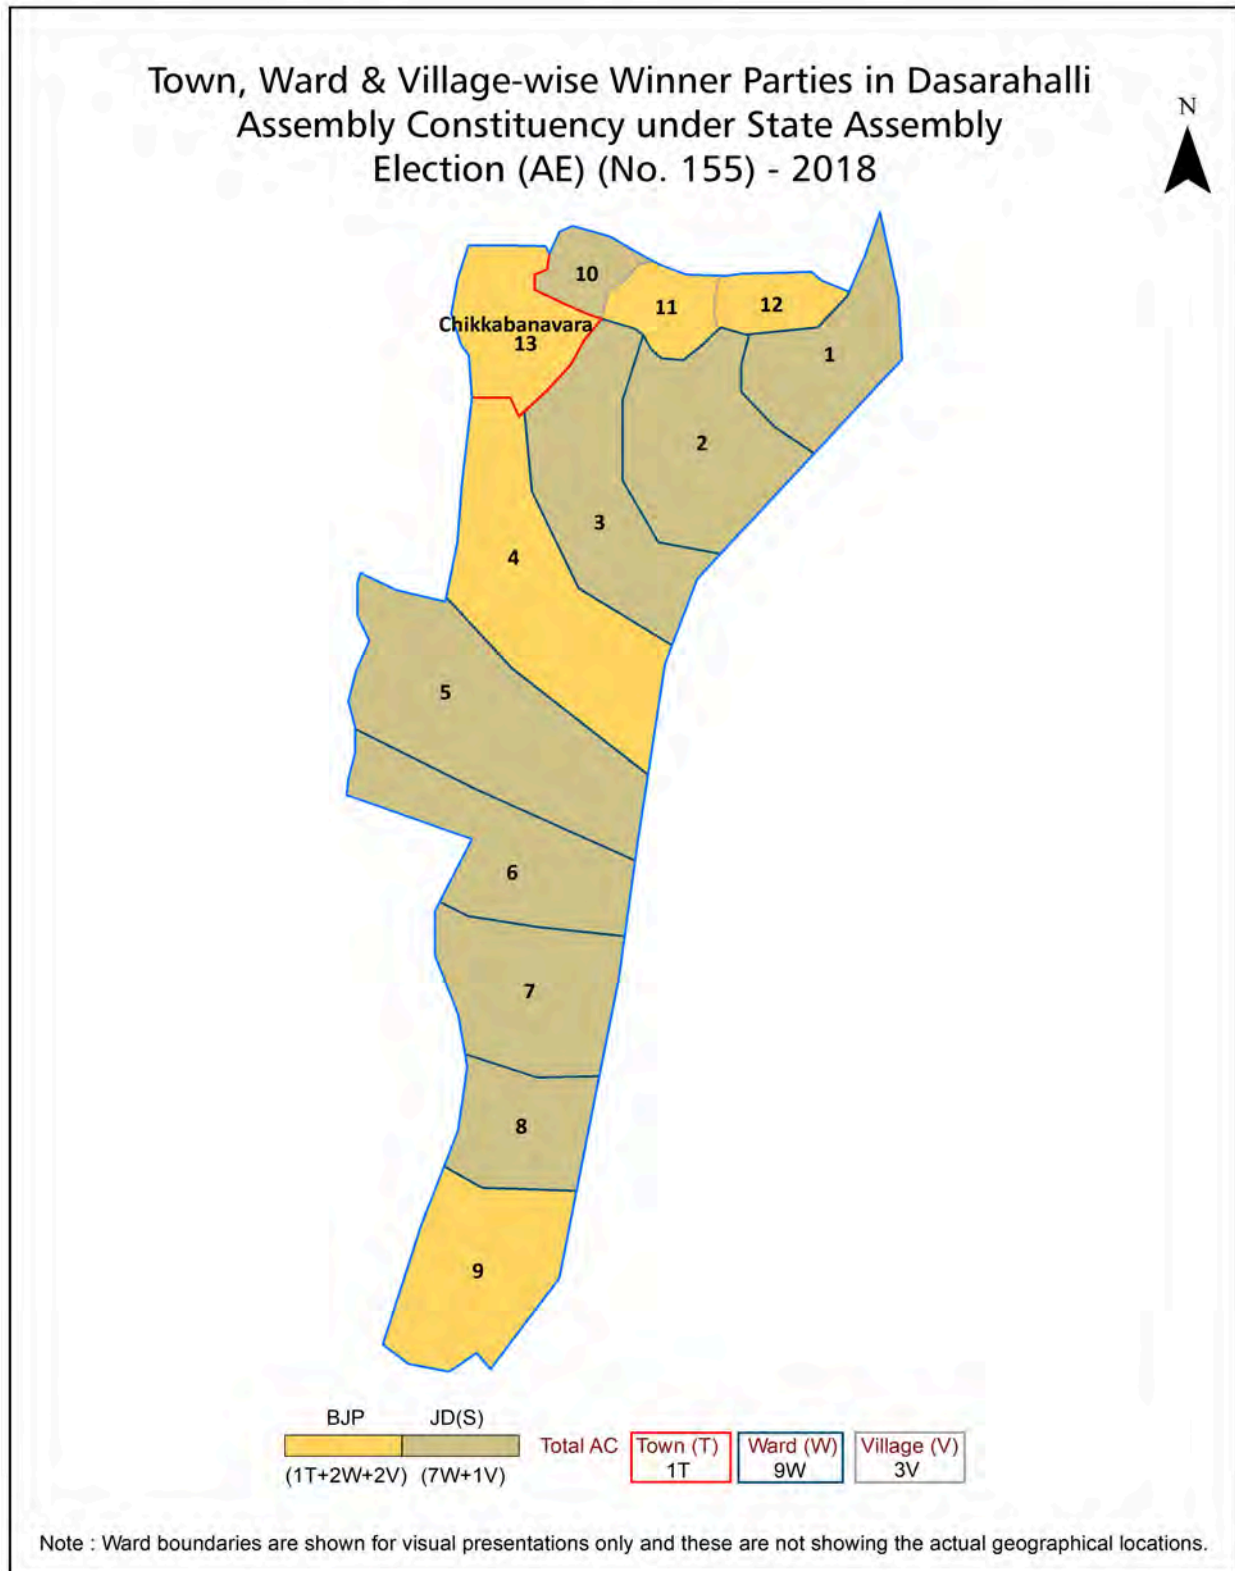 Town, Ward & Village-wise Winner Parties in Dasarahalli
Assembly Constituency under State Assembly
Election (AE) (No. 155) - 2018
N
10
11
12
Chikkabanavara
13
1
2
3
4
5
6
7
8
9
BJP JD(S)
Total AC Town (T) Ward (W) Village (V)
1T 9W 3V
(1T+2W+2V) (7W+1V)
Note : Ward boundaries are shown for visual presentations only and these are not showing the actual geographical locations.